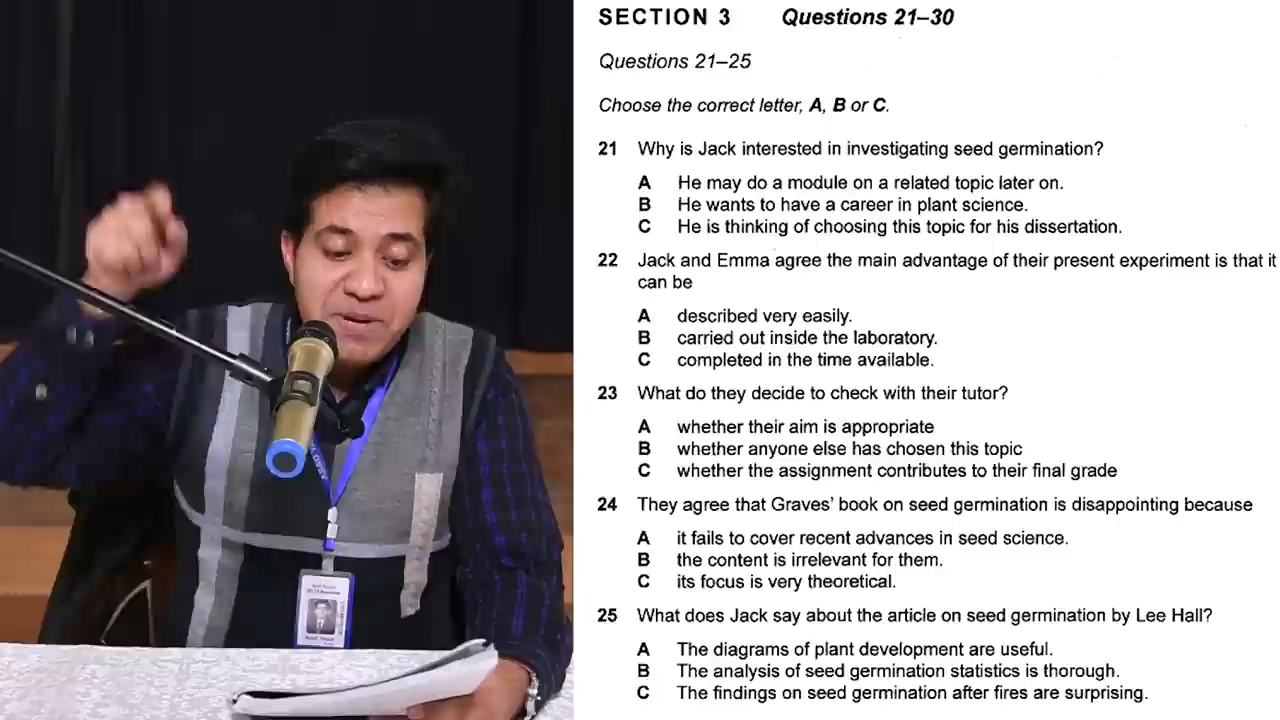 SECTION 3 Questions 21–30
Questions 21–25
Choose the correct letter, A, B or C.
21 Why is Jack interested in investigating seed germination?
A He may do a module on a related topic later on.
B He wants to have a career in plant science.
C He is thinking of choosing this topic for his dissertation.
22 Jack and Emma agree the main advantage of their present experiment is that it
can be
A described very easily.
B carried out inside the laboratory.
C completed in the time available.
23 What do they decide to check with their tutor?
A whether their aim is appropriate
B whether anyone else has chosen this topic
C whether the assignment contributes to their final grade
24 They agree that Graves' book on seed germination is disappointing because
A it fails to cover recent advances in seed science.
B the content is irrelevant for them.
C its focus is very theoretical.
25 What does Jack say about the article on seed germination by Lee Hall?
A The diagrams of plant development are useful.
B The analysis of seed germination statistics is thorough.
C The findings on seed germination after fires are surprising.